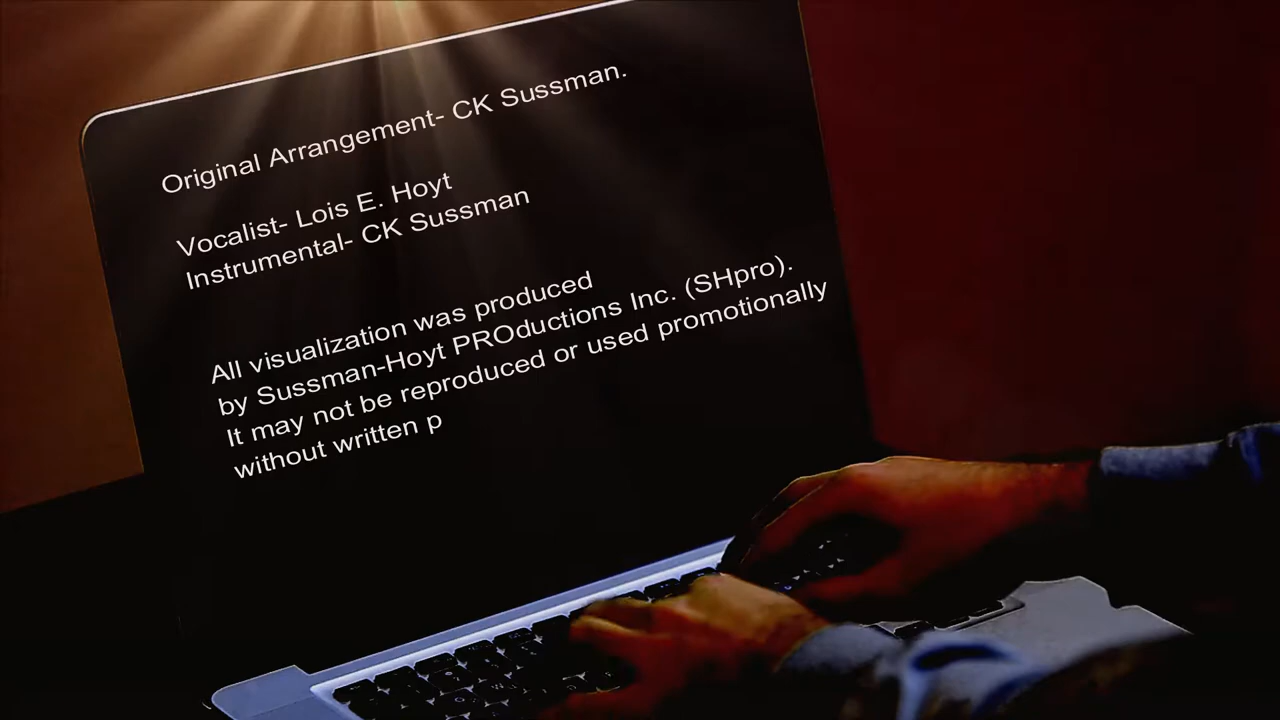 Original Arrangement- CK Sussman.
Vocalist- Lois E. Hoyt
Instrumental- CK Sussman
All visualization was produced
by Sussman-Hoyt PROductions Inc. (SHpro).
It may not be reproduced or used promotionally
without written p